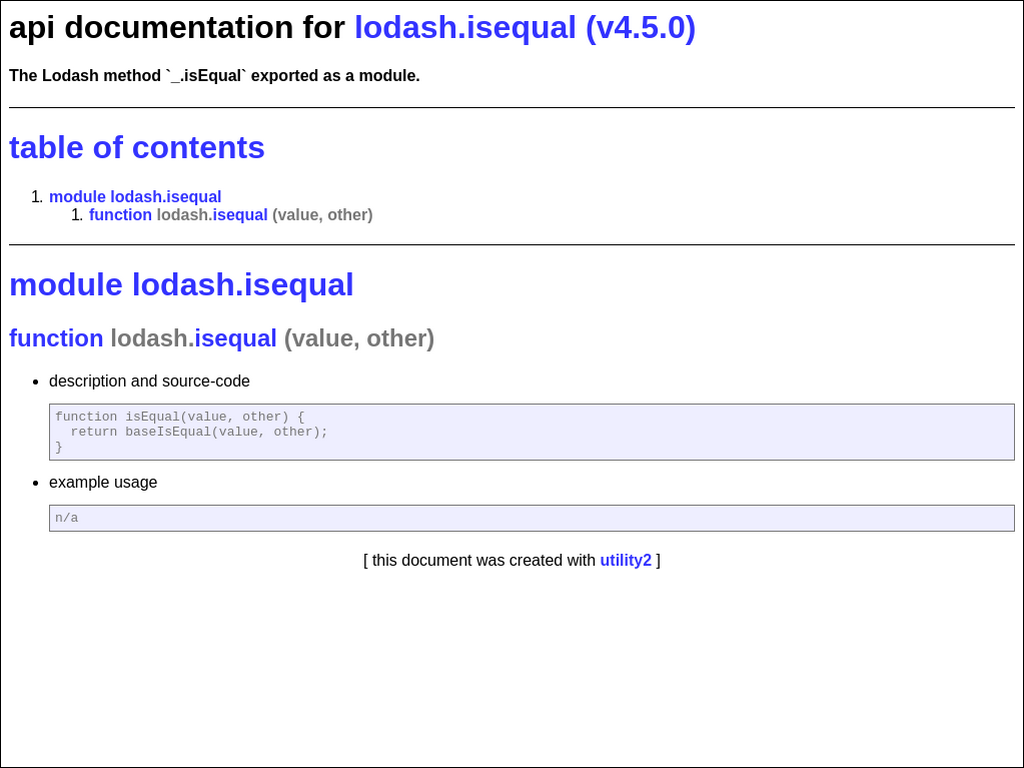 api documentation for lodash.isequal (v4.5.0)
The Lodash method `_.isEqual` exported as a module.
table of contents
1. module lodash.isequal
1. function lodash.isequal (value, other)
module lodash.isequal
function lodash.isequal (value, other)
• description and source-code
function isEqual(value, other) {
  return baseIsEqual(value, other);
}
• example usage
n/a
[ this document was created with utility2 ]